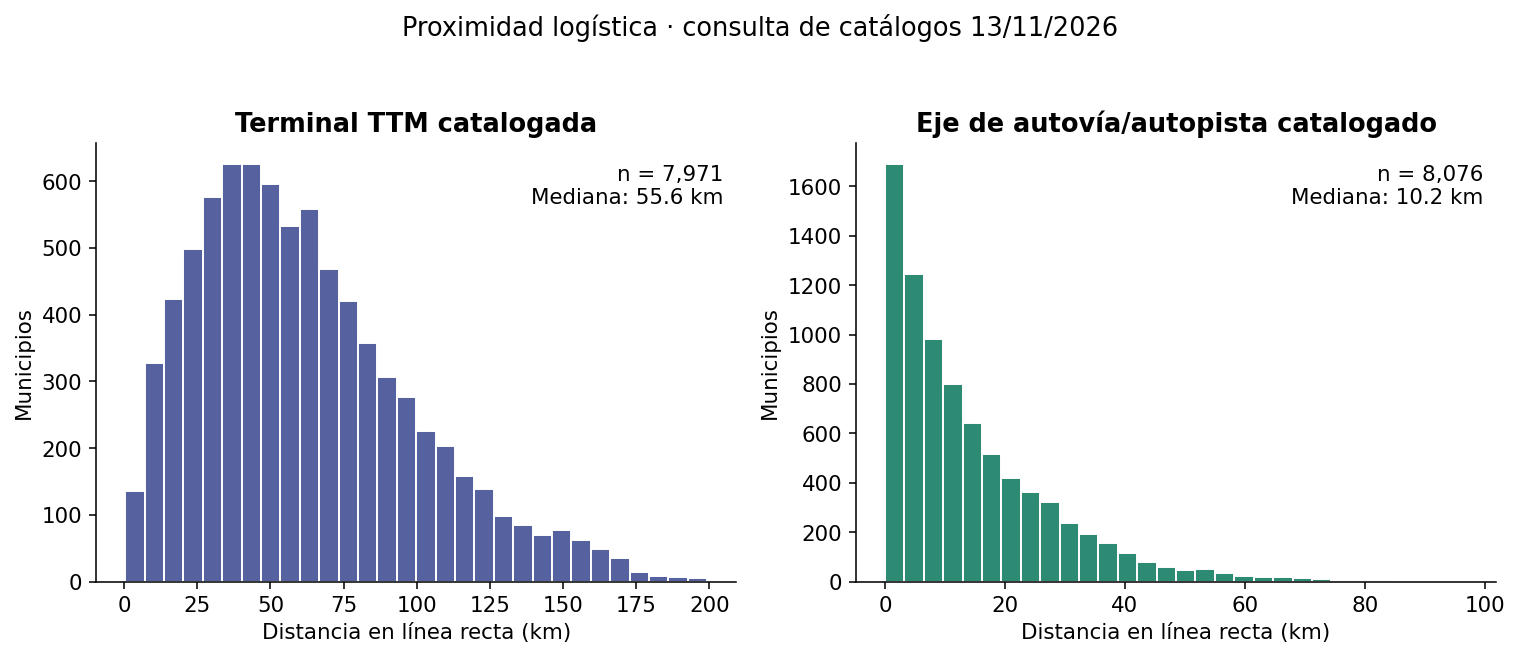 Proximidad logística · consulta de catálogos 13/11/2026
Terminal TTM catalogada
n = 7,971
Mediana: 55.6 km
Municipios
600
500
400
300
200
100
0
0 25 50 75 100 125 150 175 200
Distancia en línea recta (km)
Eje de autovía/autopista catalogado
n = 8,076
Mediana: 10.2 km
Municipios
1600
1400
1200
1000
800
600
400
200
0
0 20 40 60 80 100
Distancia en línea recta (km)